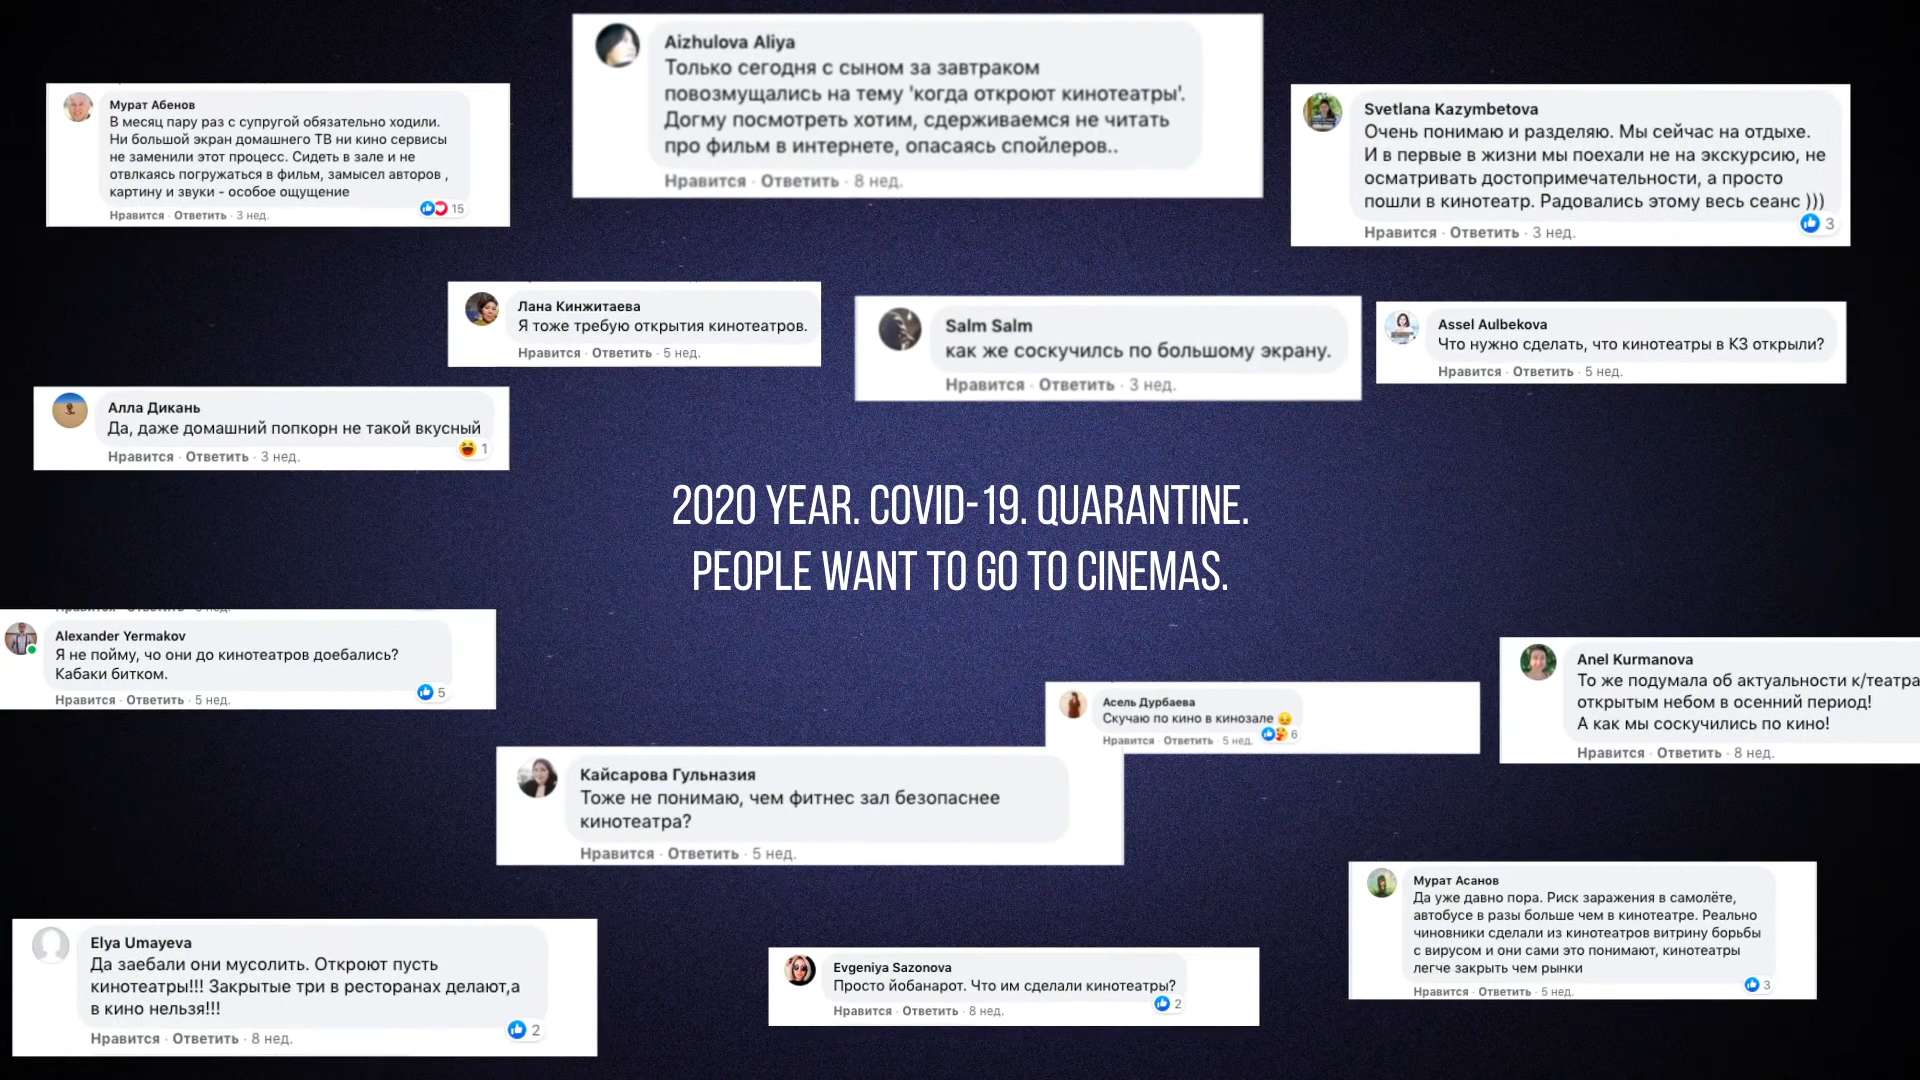 Aizhulova Aliya
Только сегодня с сыном за завтраком
повозмущались на тему 'когда откроют кинотеатры'.
Догму посмотреть хотим, сдерживаемся не читать
про фильм в интернете, опасаясь спойлеров..
Нравится · Ответить · 8 нед.
Мурат Абенов
В месяц пару раз с супругой обязательно ходили.
Ни большой экран домашнего ТВ ни кино сервисы
не заменили этот процесс. Сидеть в зале и не
отвлкаясь погружаться в фильм, замысел авторов ,
картину и звуки - особое ощущение
Нравится · Ответить · 3 нед.
15
Svetlana Kazymbetova
Очень понимаю и разделяю. Мы сейчас на отдыхе.
И в первые в жизни мы поехали не на экскурсию, не
осматривать достопримечательности, а просто
пошли в кинотеатр. Радовались этому весь сеанс )))
Нравится · Ответить · 3 нед.
3
Лана Кинжитаева
Я тоже требую открытия кинотеатров.
Нравится · Ответить · 5 нед.
Salm Salm
как же соскучилсь по большому экрану.
Нравится · Ответить · 3 нед.
Assel Aulbekova
Что нужно сделать, что кинотеатры в КЗ открыли?
Нравится · Ответить · 5 нед.
Алла Дикань
Да, даже домашний попкорн не такой вкусный
Нравится · Ответить · 3 нед.
1
2020 YEAR. COVID-19. QUARANTINE.
PEOPLE WANT TO GO TO CINEMAS.
Alexander Yermakov
Я не пойму, чо они до кинотеатров доебались?
Кабаки битком.
Нравится · Ответить · 5 нед.
5
Anel Kurmanova
То же подумала об актуальности к/театра
открытым небом в осенний период!
А как мы соскучились по кино!
Нравится · Ответить · 8 нед.
Асель Дурбаева
Скучаю по кино в кинозале 😔
Нравится · Ответить · 5 нед.
6
Кайсарова Гульназия
Тоже не понимаю, чем фитнес зал безопаснее
кинотеатра?
Нравится · Ответить · 5 нед.
Мурат Асанов
Да уже давно пора. Риск заражения в самолёте,
автобусе в разы больше чем в кинотеатре. Реально
чиновники сделали из кинотеатров витрину борьбы
с вирусом и они сами это понимают, кинотеатры
легче закрыть чем рынки
Нравится · Ответить · 5 нед.
3
Elya Umayeva
Да заебали они мусолить. Откроют пусть
кинотеатры!!! Закрытые три в ресторанах делают,а
в кино нельзя!!!
Нравится · Ответить · 8 нед.
2
Evgeniya Sazonova
Просто йобанарот. Что им сделали кинотеатры?
Нравится · Ответить · 8 нед.
2